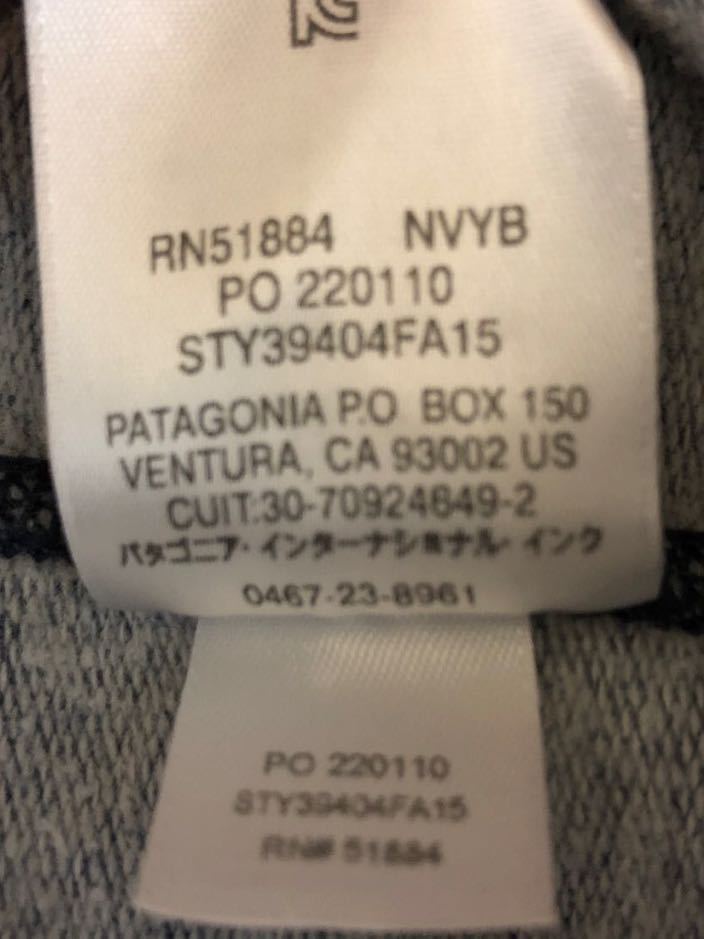 RN51884 NVYB
PO 220110
STY39404FA15
PATAGONIA P.O BOX 150
VENTURA, CA 93002 US
CUIT:30-70924649-2
パタゴニア・インターナショナル・インク
0467-23-8961
PO 220110
STY39404FA15
RN# 51884